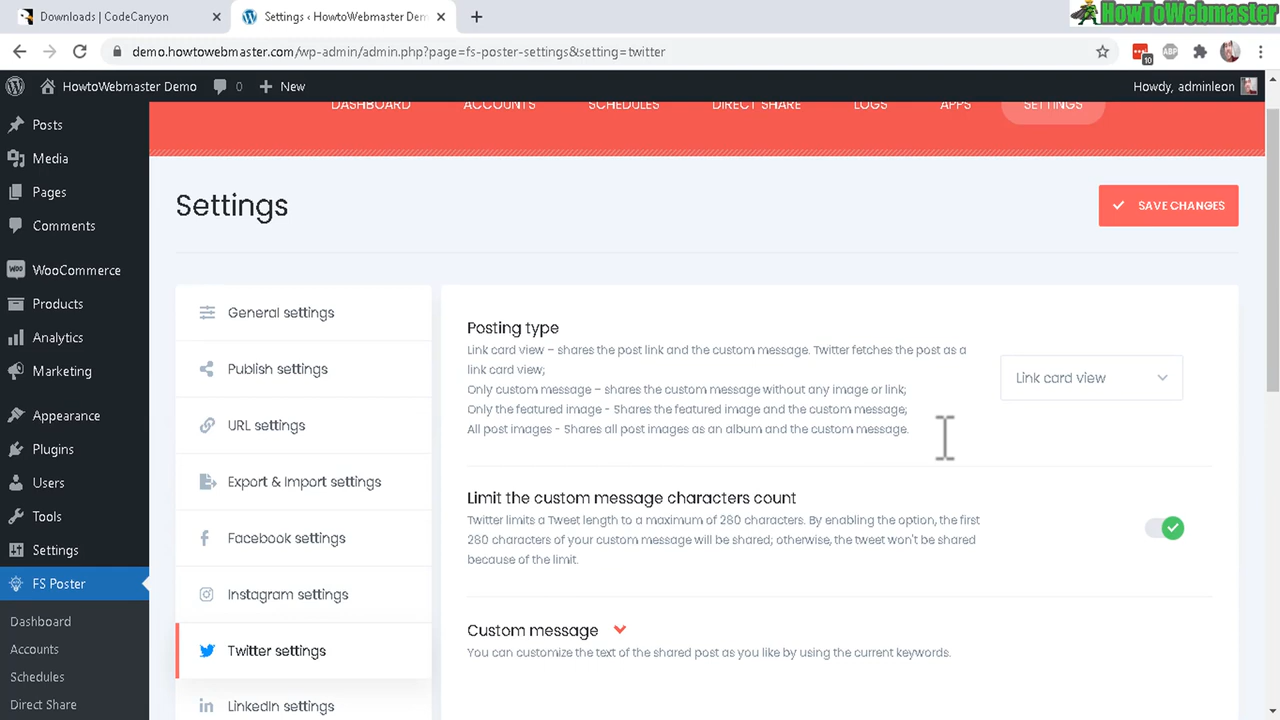 Downloads | CodeCanyon
Settings ‹ HowtoWebmaster Dem
HowToWebmaster
demo.howtowebmaster.com/wp-admin/admin.php?page=fs-poster-settings&setting=twitter
10
ABP
HowtoWebmaster Demo
0
New
Howdy, adminleon
DASHBOARD
ACCOUNTS
SCHEDULES
DIRECT SHARE
LOGS
APPS
SETTINGS
Posts
Media
Pages
Comments
WooCommerce
Products
Analytics
Marketing
Appearance
Plugins
Users
Tools
Settings
FS Poster
Dashboard
Accounts
Schedules
Direct Share
Settings
SAVE CHANGES
General settings
Publish settings
URL settings
Export & Import settings
Facebook settings
Instagram settings
Twitter settings
LinkedIn settings
Posting type
Link card view – shares the post link and the custom message. Twitter fetches the post as a
link card view;
Only custom message – shares the custom message without any image or link;
Only the featured image - Shares the featured image and the custom message;
All post images - Shares all post images as an album and the custom message.
Link card view
Limit the custom message characters count
Twitter limits a Tweet length to a maximum of 280 characters. By enabling the option, the first
280 characters of your custom message will be shared; otherwise, the tweet won't be shared
because of the limit.
Custom message
You can customize the text of the shared post as you like by using the current keywords.